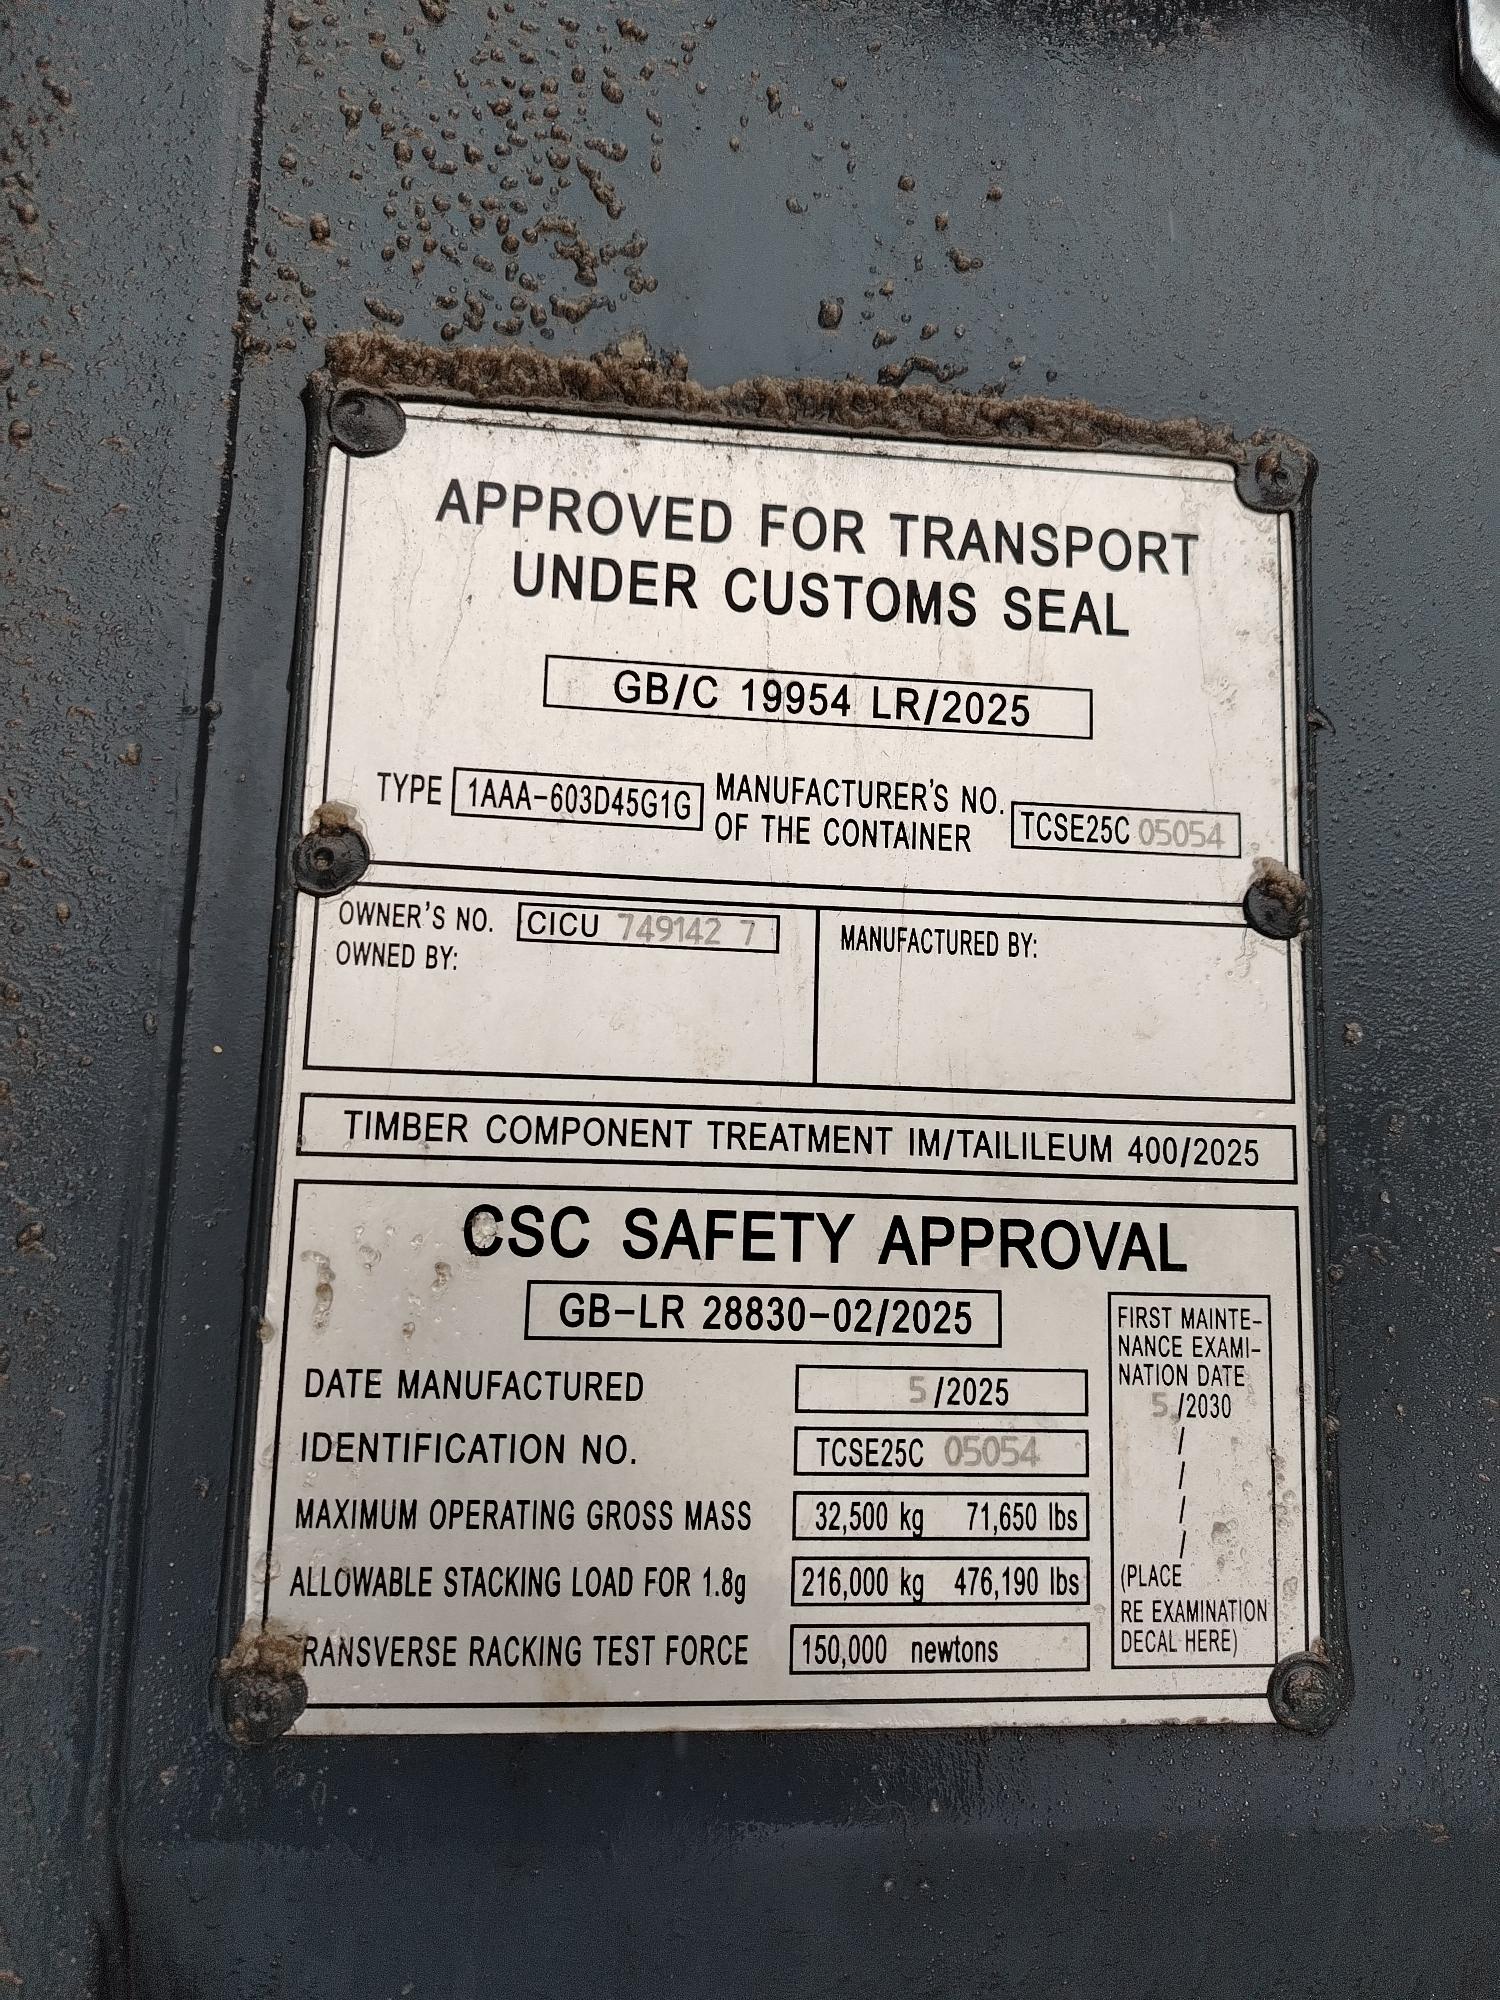 APPROVED FOR TRANSPORT
UNDER CUSTOMS SEAL
GB/C 19954 LR/2025
TYPE 1AAA-603D45G1G MANUFACTURER'S NO. OF THE CONTAINER TCSE25C 05054
OWNER'S NO. CICU 749142 7
OWNED BY:
MANUFACTURED BY:
TIMBER COMPONENT TREATMENT IM/TAILILEUM 400/2025
CSC SAFETY APPROVAL
GB-LR 28830-02/2025
DATE MANUFACTURED 5/2025
IDENTIFICATION NO. TCSE25C 05054
MAXIMUM OPERATING GROSS MASS 32,500 kg 71,650 lbs
ALLOWABLE STACKING LOAD FOR 1.8g 216,000 kg 476,190 lbs
RANSVERSE RACKING TEST FORCE 150,000 newtons
FIRST MAINTE-
NANCE EXAMI-
NATION DATE
5/2030
/
/
/
/
(PLACE
RE EXAMINATION
DECAL HERE)